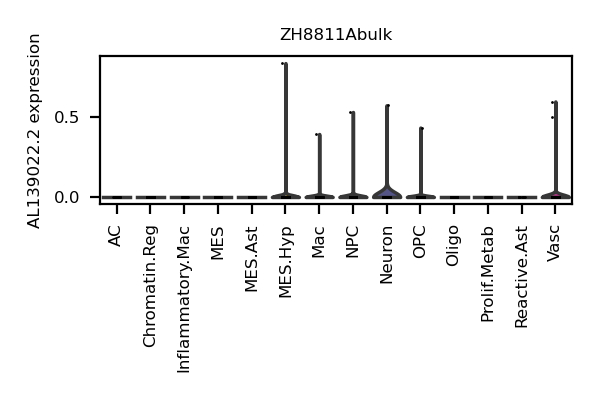 ZH8811Abulk
AL139022.2 expression
0.5
0.0
AC
Chromatin.Reg
Inflammatory.Mac
MES
MES.Ast
MES.Hyp
Mac
NPC
Neuron
OPC
Oligo
Prolif.Metab
Reactive.Ast
Vasc